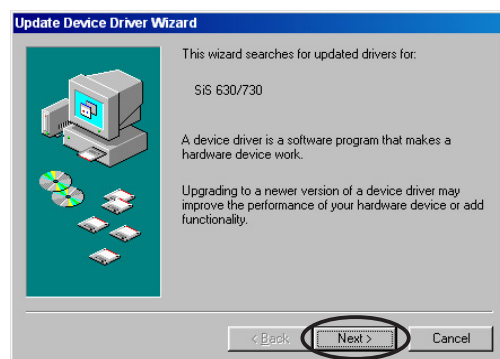 Update Device Driver Wizard
This wizard searches for updated drivers for:
SiS 630/730
A device driver is a software program that makes a
hardware device work.
Upgrading to a newer version of a device driver may
improve the performance of your hardware device or add
functionality.
< Back
Next >
Cancel